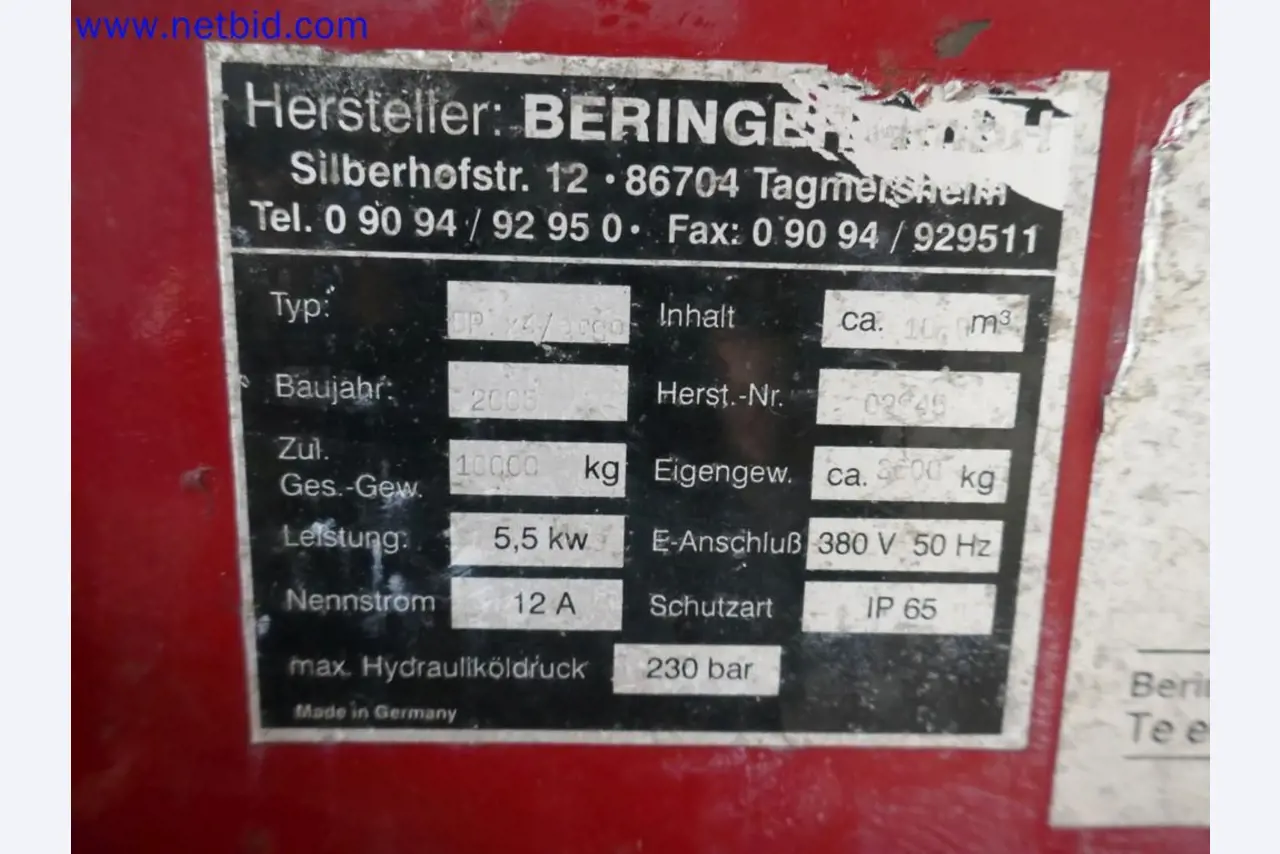 www.netbid.com
Hersteller: BERINGER GmbH
Silberhofstr. 12 · 86704 Tagmersheim
Tel. 0 90 94 / 92 95 0 · Fax: 0 90 94 / 929511
Typ: Inhalt ca. m³
Baujahr: Herst.-Nr.
Zul. Ges.-Gew. 10000 kg Eigengew. ca. kg
Leistung: 5,5 kw E-Anschluß 380 V 50 Hz
Nennstrom 12 A Schutzart IP 65
max. Hydrauliköldruck 230 bar
Made in Germany